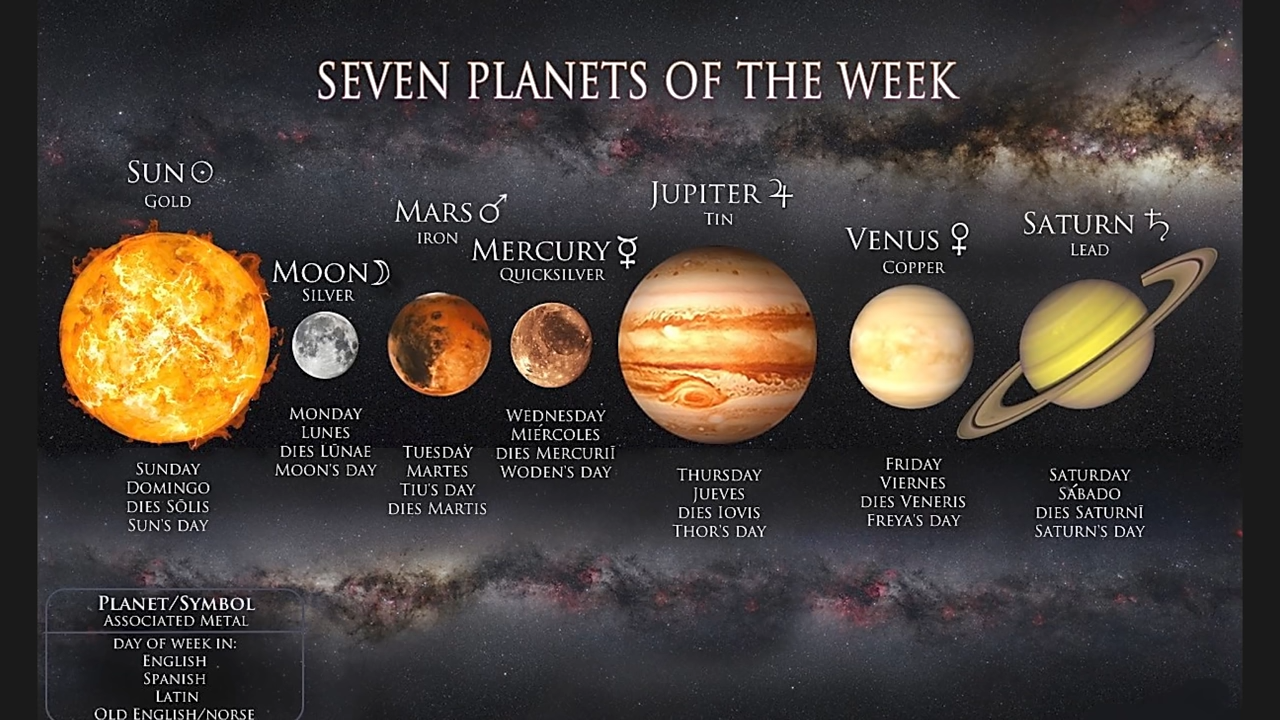 SEVEN PLANETS OF THE WEEK
SUN ☉
GOLD
SUNDAY
DOMINGO
DIES SŌLIS
SUN'S DAY
MOON ☽
SILVER
MONDAY
LUNES
DIES LŪNAE
MOON'S DAY
MARS ♂
IRON
TUESDAY
MARTES
TIU'S DAY
DIES MARTIS
MERCURY ☿
QUICKSILVER
WEDNESDAY
MIÉRCOLES
DIES MERCURIĪ
WODEN'S DAY
JUPITER ♃
TIN
THURSDAY
JUEVES
DIES IOVIS
THOR'S DAY
VENUS ♀
COPPER
FRIDAY
VIERNES
DIES VENERIS
FREYA'S DAY
SATURN ♄
LEAD
SATURDAY
SÁBADO
DIES SATURNĪ
SATURN'S DAY
PLANET/SYMBOL
ASSOCIATED METAL
DAY OF WEEK IN:
ENGLISH
SPANISH
LATIN
OLD ENGLISH/NORSE